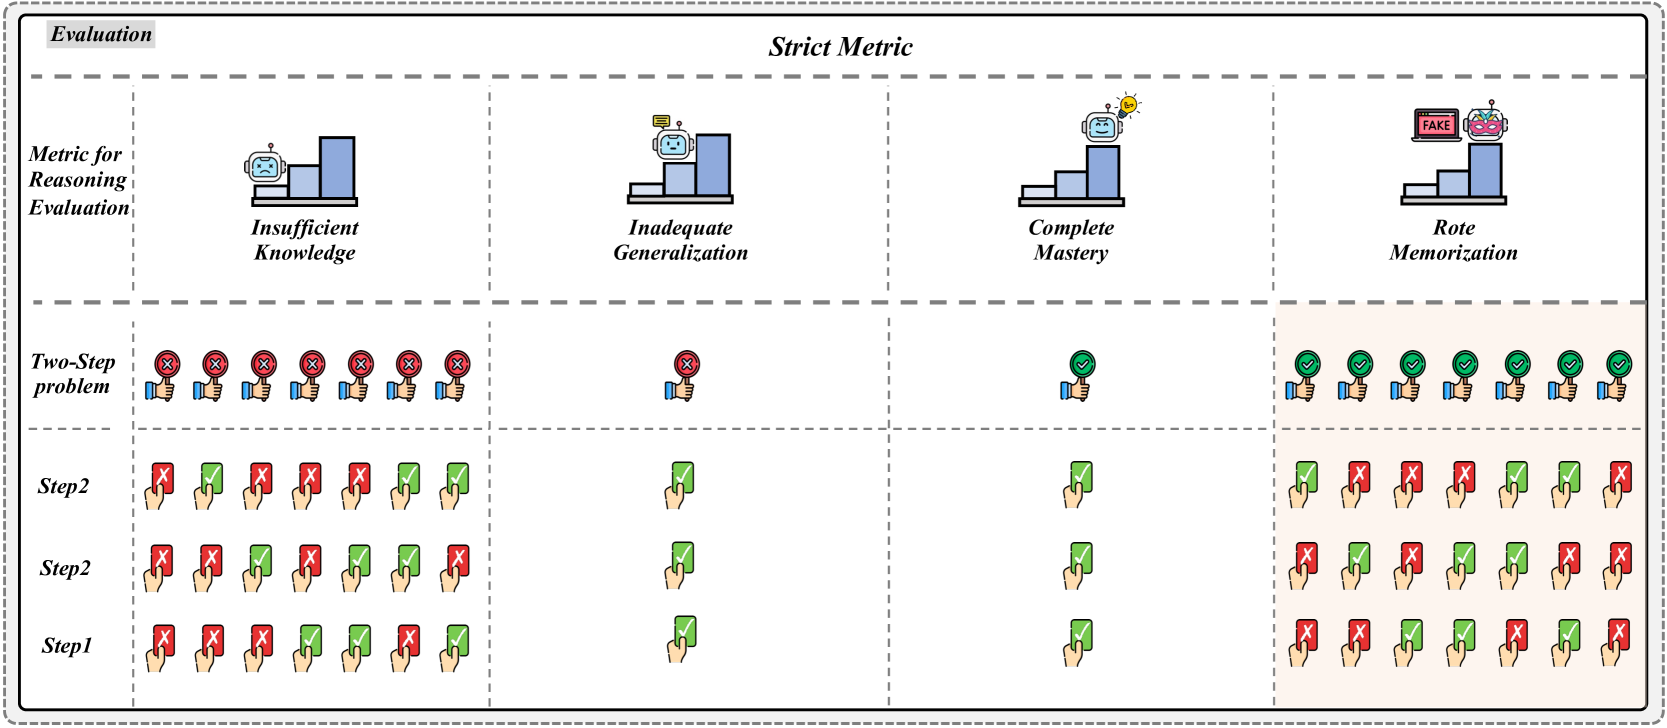 Evaluation
Strict Metric
Metric for
Reasoning
Evaluation
Insufficient
Knowledge
Inadequate
Generalization
Complete
Mastery
FAKE
Rote
Memorization
Two-Step
problem
Step2
Step2
Step1